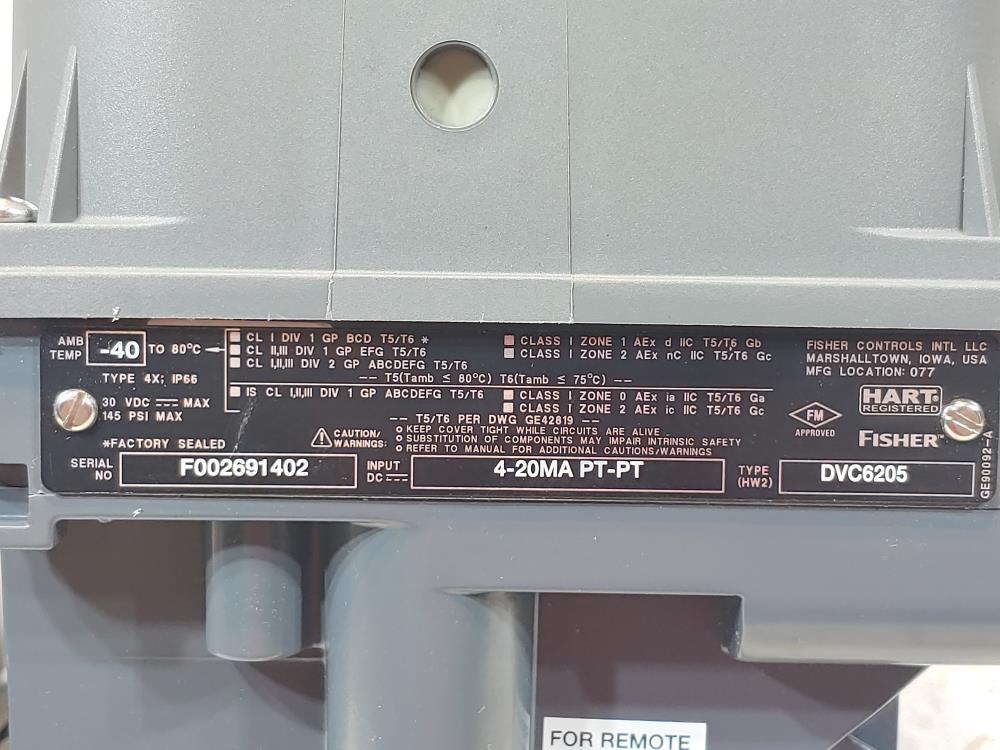 AMB TEMP -40 TO 80°C
TYPE 4X; IP66
30 VDC MAX
145 PSI MAX
*FACTORY SEALED
CL I DIV 1 GP BCD T5/T6 *
CL II,III DIV 1 GP EFG T5/T6
CL I,II,III DIV 2 GP ABCDEFG T5/T6
CLASS I ZONE 1 AEx d IIC T5/T6 Gb
CLASS I ZONE 2 AEx nC IIC T5/T6 Gc
-- T5(Tamb ≤ 80°C) T6(Tamb ≤ 75°C) --
IS CL I,II,III DIV 1 GP ABCDEFG T5/T6
CLASS I ZONE 0 AEx ia IIC T5/T6 Ga
CLASS I ZONE 2 AEx ic IIC T5/T6 Gc
-- T5/T6 PER DWG GE42819 --
CAUTION/
WARNINGS:
○ KEEP COVER TIGHT WHILE CIRCUITS ARE ALIVE
○ SUBSTITUTION OF COMPONENTS MAY IMPAIR INTRINSIC SAFETY
○ REFER TO MANUAL FOR ADDITIONAL CAUTIONS/WARNINGS
FISHER CONTROLS INTL LLC
MARSHALLTOWN, IOWA, USA
MFG LOCATION: 077
HART
REGISTERED
FM
APPROVED
FISHER™
SERIAL NO F002691402
INPUT DC 4-20MA PT-PT
TYPE (HW2) DVC6205
GE90092-1-A
FOR REMOTE